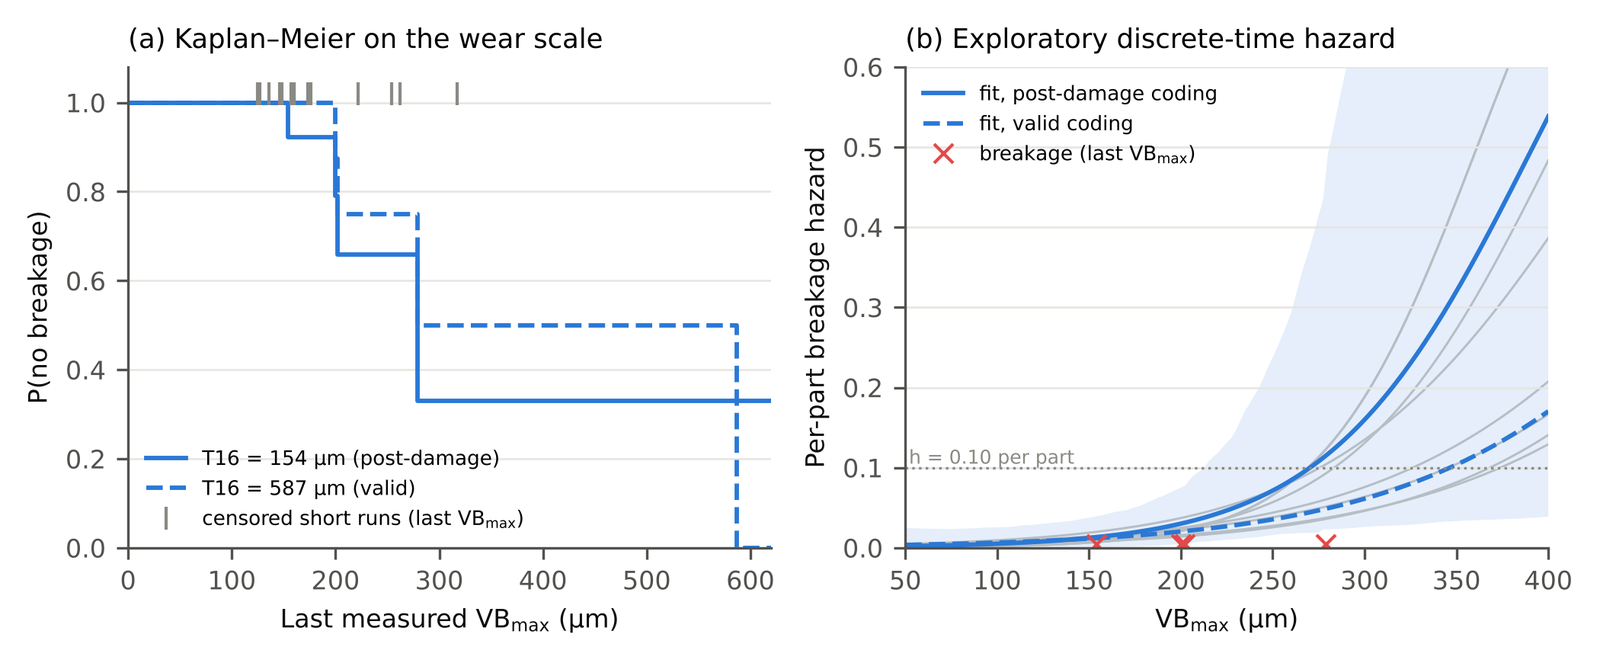 (a) Kaplan–Meier on the wear scale
P(no breakage)
1.0
0.8
0.6
0.4
0.2
0.0
T16 = 154 μm (post-damage)
T16 = 587 μm (valid)
censored short runs (last VBmax)
0 100 200 300 400 500 600
Last measured VBmax (μm)
(b) Exploratory discrete-time hazard
Per-part breakage hazard
0.6
0.5
0.4
0.3
0.2
0.1
0.0
fit, post-damage coding
fit, valid coding
breakage (last VBmax)
h = 0.10 per part
50 100 150 200 250 300 350 400
VBmax (μm)